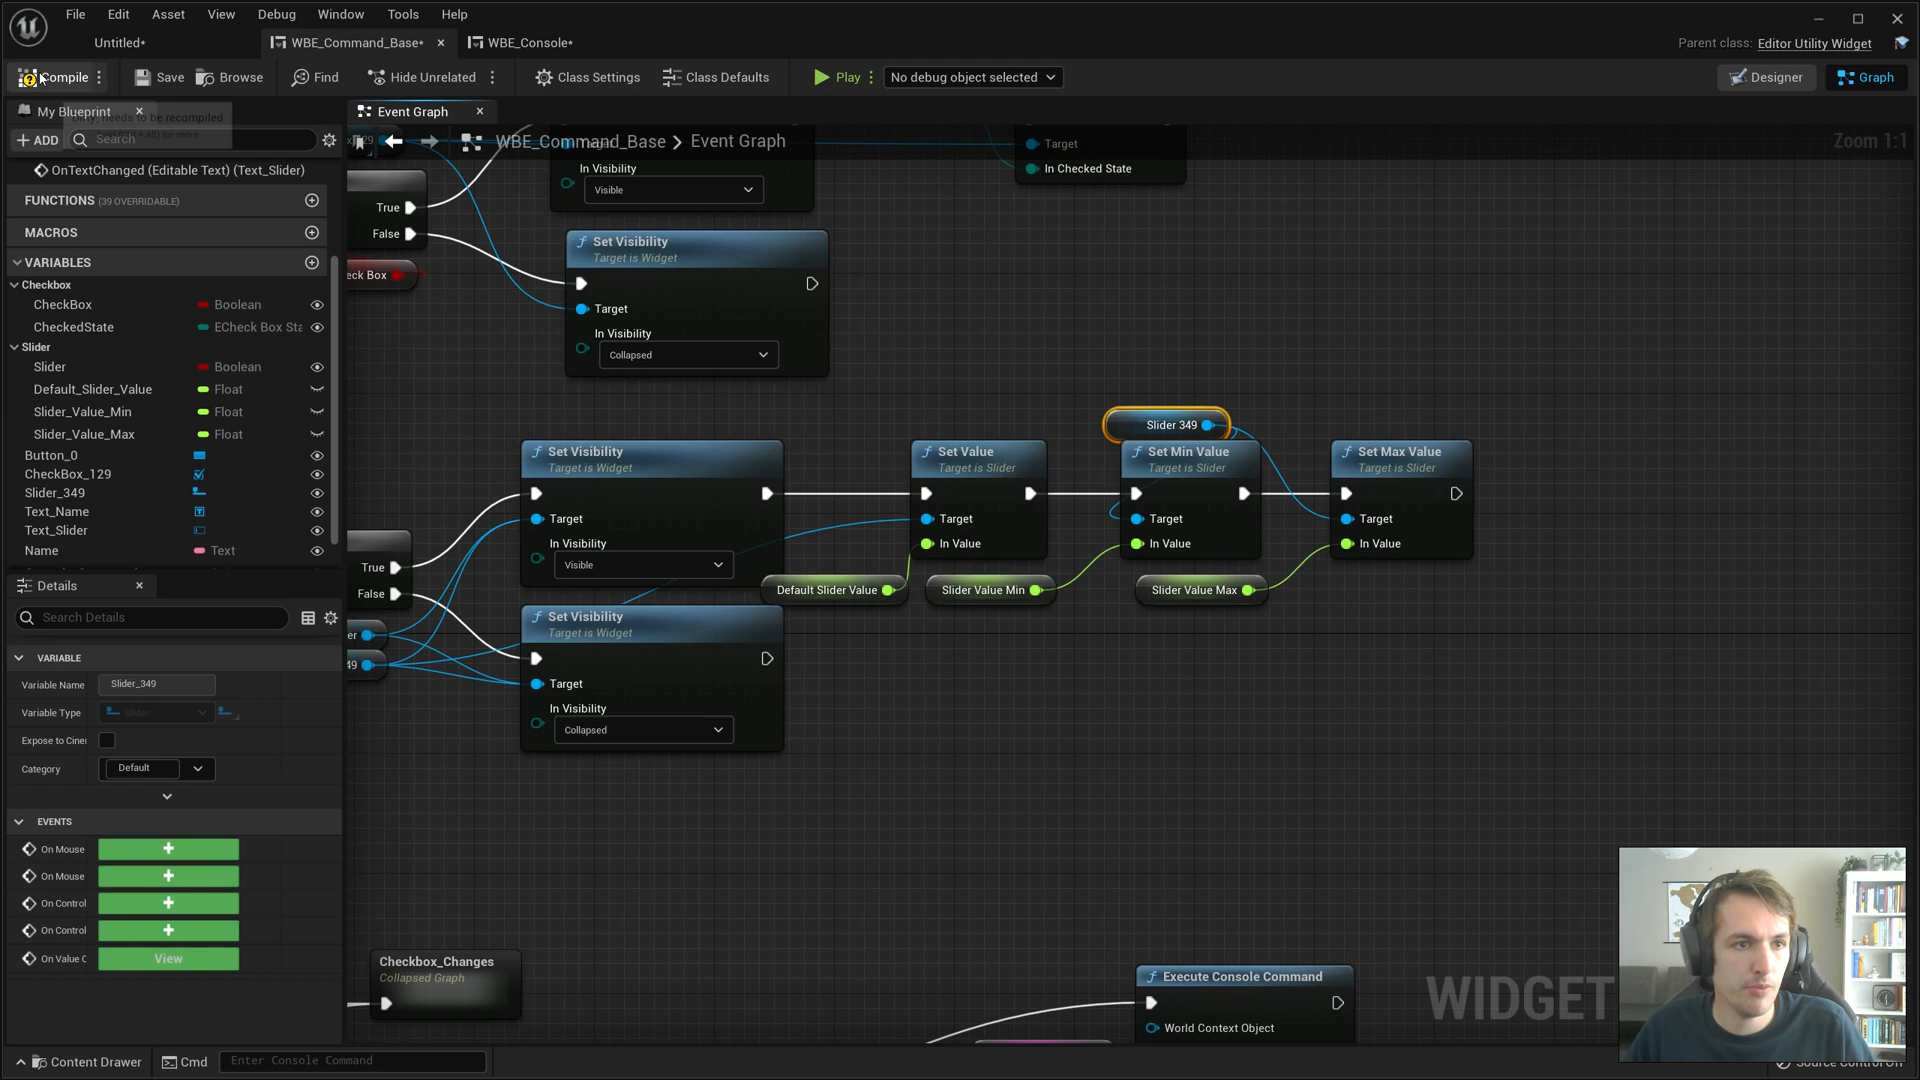 File Edit Asset View Debug Window Tools Help
Untitled* WBE_Command_Base* WBE_Console* Parent class: Editor Utility Widget
Compile Save Browse Find Hide Unrelated Class Settings Class Defaults Play No debug object selected Designer Graph
My Blueprint Event Graph
ADD Search WBE_Command_Base > Event Graph Zoom 1:1
Target
In Checked State
In Visibility
Visible
OnTextChanged (Editable Text) (Text_Slider)
FUNCTIONS (39 OVERRIDABLE)
MACROS
VARIABLES
Checkbox
CheckBox Boolean
CheckedState ECheck Box Sta
Slider
Slider Boolean
Default_Slider_Value Float
Slider_Value_Min Float
Slider_Value_Max Float
Button_0
CheckBox_129
Slider_349
Text_Name
Text_Slider
Name Text
True
False
eck Box
Set Visibility
Target is Widget
Target
In Visibility
Collapsed
Slider 349
Set Visibility
Target is Widget
Target
In Visibility
Visible
Set Value
Target is Slider
Target
In Value
Set Min Value
Target is Slider
Target
In Value
Set Max Value
Target is Slider
Target
In Value
True
False
er
49
Default Slider Value Slider Value Min Slider Value Max
Set Visibility
Target is Widget
Target
In Visibility
Collapsed
Details
Search Details
VARIABLE
Variable Name Slider_349
Variable Type Slider
Expose to Ciner
Category Default
EVENTS
On Mouse
On Mouse
On Control
On Control
On Value C View
Checkbox_Changes
Collapsed Graph
Execute Console Command
World Context Object
WIDGET
Content Drawer Cmd Enter Console Command